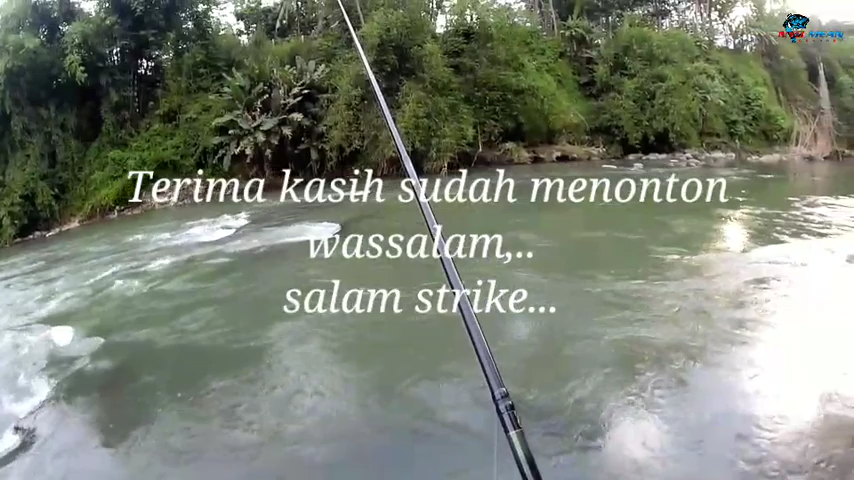 Terima kasih sudah menonton
wassalam,..
salam strike...